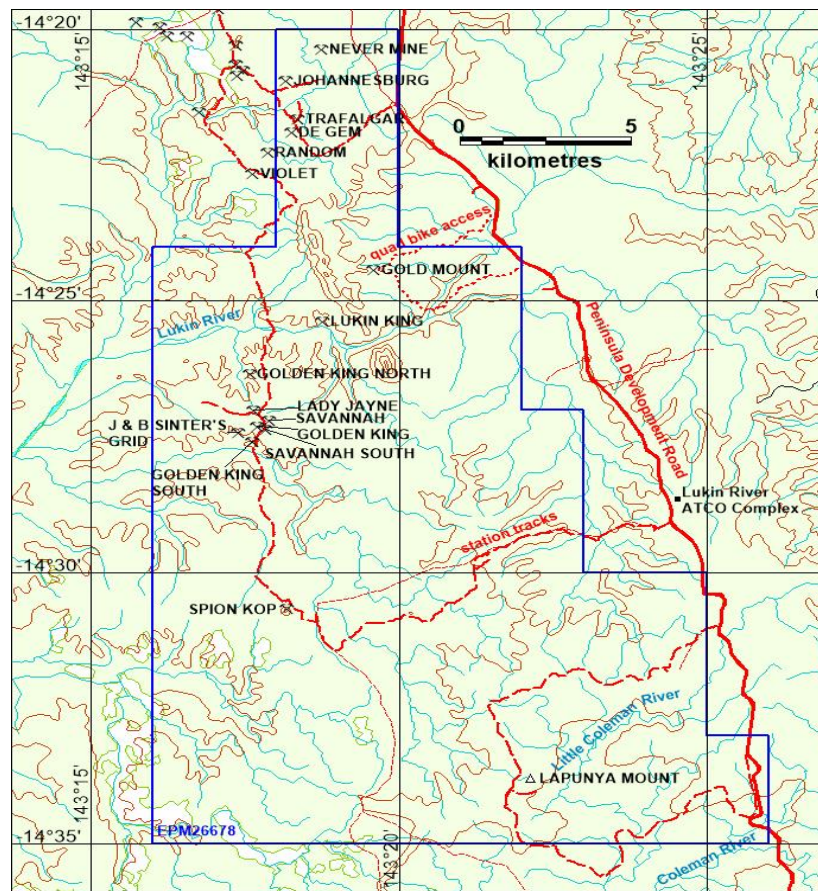 -14°20'
143°15'
143°25'
NEVER MINE
JOHANNESBURG
TRAFALGAR
DE GEM
RANDOM
VIOLET
0 5
kilometres
quad bike access
GOLD MOUNT
-14°25'
Lukin River
LUKIN KING
Peninsula Development Road
GOLDEN KING NORTH
LADY JAYNE
SAVANNAH
J & B SINTER'S
GRID
GOLDEN KING
SAVANNAH SOUTH
GOLDEN KING
SOUTH
Lukin River
ATCO Complex
station tracks
-14°30'
SPION KOP
Little Coleman River
LAPUNYA MOUNT
143°15'
EPM26678
-14°35'
143°20'
Coleman River